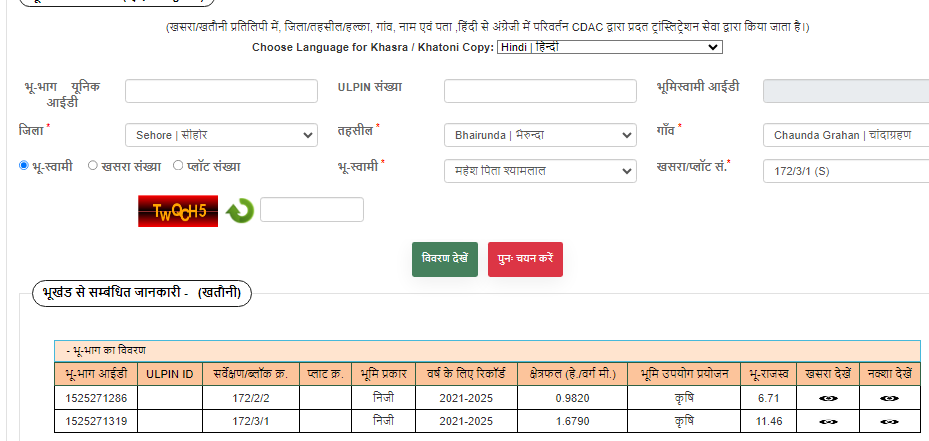 (खसरा/खतौनी प्रतिलिपी में, जिला/तहसील/हल्का, गांव, नाम एवं पता ,हिंदी से अंग्रेजी में परिवर्तन CDAC द्वारा प्रदत ट्रांस्लिट्रेशन सेवा द्वारा किया जाता है।)
Choose Language for Khasra / Khatoni Copy: Hindi | हिन्दी
भू-भाग यूनिक आईडी ULPIN संख्या भूमिस्वामी आईडी
जिला * Sehore | सीहोर तहसील * Bhairunda | भैरुन्दा गाँव * Chaunda Grahan | चांदाग्रहण
भू-स्वामी खसरा संख्या प्लॉट संख्या भू-स्वामी * महेश पिता श्यामलाल खसरा/प्लॉट सं.* 172/3/1 (S)
TWQCH5
विवरण देखें पुनः चयन करें
भूखंड से सम्बंधित जानकारी - (खतौनी)
- भू-भाग का विवरण
भू-भाग आईडी ULPIN ID सर्वेक्षण/ब्लॉक क्र. प्लाट क्र. भूमि प्रकार वर्ष के लिए रिकॉर्ड क्षेत्रफल (हे./वर्ग मी.) भूमि उपयोग प्रयोजन भू-राजस्व खसरा देखें नक्शा देखें
1525271286 172/2/2 निजी 2021-2025 0.9820 कृषि 6.71
1525271319 172/3/1 निजी 2021-2025 1.6790 कृषि 11.46